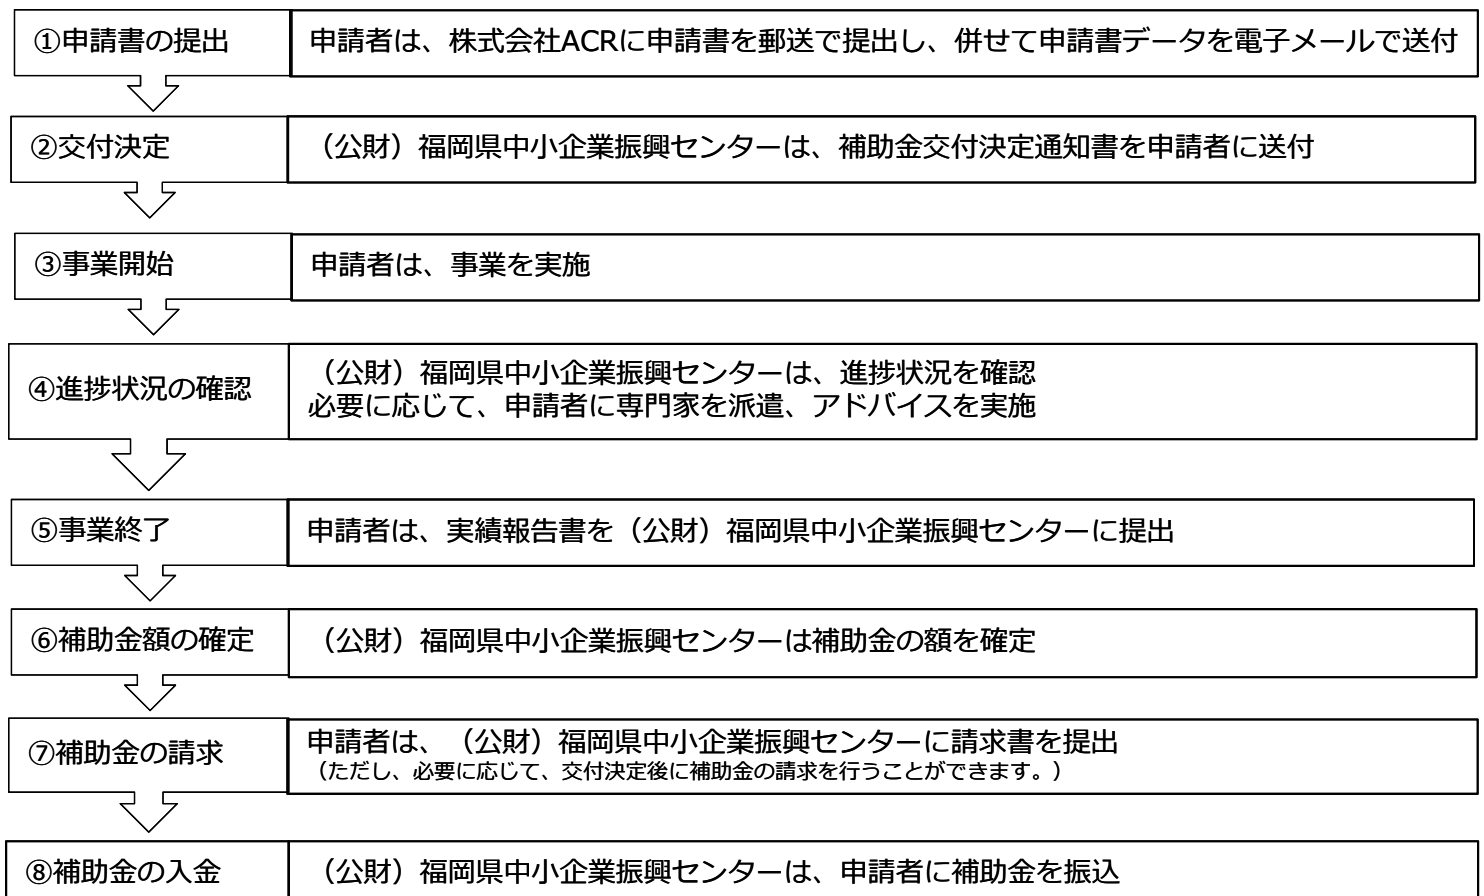 ①申請書の提出
申請者は、株式会社ACRに申請書を郵送で提出し、併せて申請書データを電子メールで送付
②交付決定
（公財）福岡県中小企業振興センターは、補助金交付決定通知書を申請者に送付
③事業開始
申請者は、事業を実施
④進捗状況の確認
（公財）福岡県中小企業振興センターは、進捗状況を確認
必要に応じて、申請者に専門家を派遣、アドバイスを実施
⑤事業終了
申請者は、実績報告書を（公財）福岡県中小企業振興センターに提出
⑥補助金額の確定
（公財）福岡県中小企業振興センターは補助金の額を確定
⑦補助金の請求
申請者は、（公財）福岡県中小企業振興センターに請求書を提出
（ただし、必要に応じて、交付決定後に補助金の請求を行うことができます。）
⑧補助金の入金
（公財）福岡県中小企業振興センターは、申請者に補助金を振込